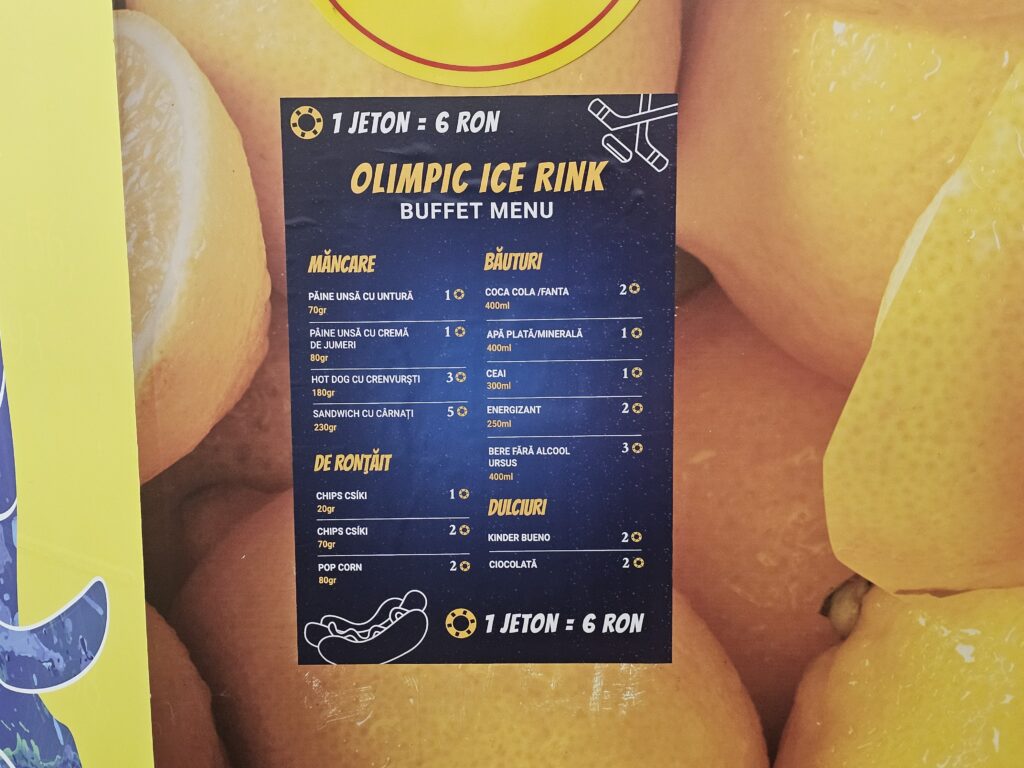 1 JETON = 6 RON
OLIMPIC ICE RINK
BUFFET MENU
MĂNCARE
PÂINE UNSĂ CU UNTURĂ 1
70gr
PÂINE UNSĂ CU CREMĂ 1
DE JUMERI
80gr
HOT DOG CU CRENVURȘTI 3
180gr
SANDWICH CU CÂRNAȚI 5
230gr
DE RONȚĂIT
CHIPS CSÍKI 1
20gr
CHIPS CSÍKI 2
70gr
POP CORN 2
80gr
BĂUTURI
COCA COLA /FANTA 2
400ml
APĂ PLATĂ/MINERALĂ 1
400ml
CEAI 1
300ml
ENERGIZANT 2
250ml
BERE FĂRĂ ALCOOL 3
URSUS
400ml
DULCIURI
KINDER BUENO 2
CIOCOLATĂ 2
1 JETON = 6 RON